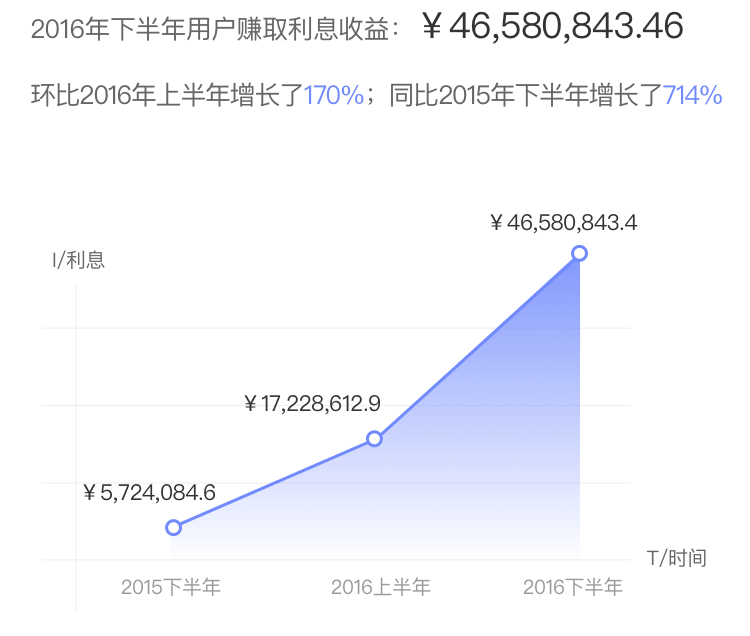 2016年下半年用户赚取利息收益：￥46,580,843.46
环比2016年上半年增长了170%；同比2015年下半年增长了714%
￥46,580,843.4
I/利息
￥17,228,612.9
￥5,724,084.6
T/时间
2015下半年 2016上半年 2016下半年